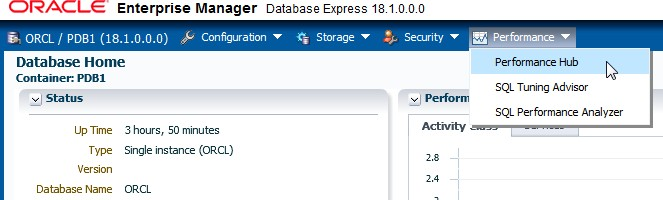 ORACLE Enterprise Manager Database Express 18.1.0.0.0
ORCL / PDB1 (18.1.0.0.0) Configuration Storage Security Performance
Database Home
Container: PDB1
Performance Hub
SQL Tuning Advisor
SQL Performance Analyzer
Status
Up Time 3 hours, 50 minutes
Type Single instance (ORCL)
Version
Database Name ORCL
Perform
Activity Class Services
2.8
2.4